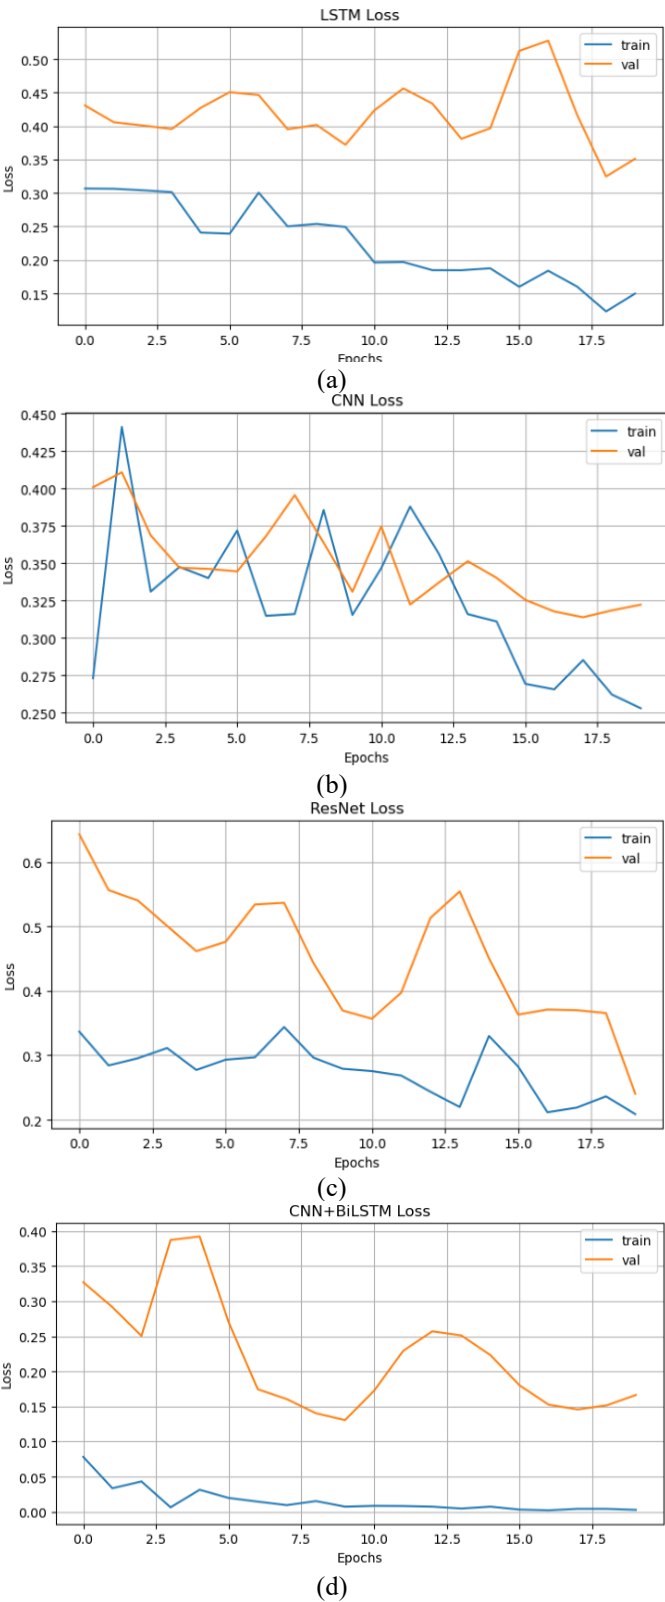 LSTM Loss
train
val
0.50
0.45
0.40
0.35
0.30
0.25
0.20
0.15
Loss
0.0 2.5 5.0 7.5 10.0 12.5 15.0 17.5
Epochs
(a)
CNN Loss
train
val
0.450
0.425
0.400
0.375
0.350
0.325
0.300
0.275
0.250
Loss
0.0 2.5 5.0 7.5 10.0 12.5 15.0 17.5
Epochs
(b)
ResNet Loss
train
val
0.6
0.5
0.4
0.3
0.2
Loss
0.0 2.5 5.0 7.5 10.0 12.5 15.0 17.5
Epochs
(c)
CNN+BiLSTM Loss
train
val
0.40
0.35
0.30
0.25
0.20
0.15
0.10
0.05
0.00
Loss
0.0 2.5 5.0 7.5 10.0 12.5 15.0 17.5
Epochs
(d)